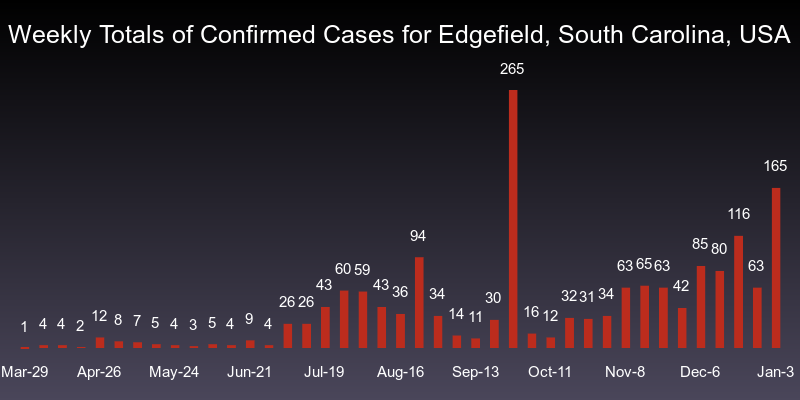 Weekly Totals of Confirmed Cases for Edgefield, South Carolina, USA
1 4 4 2 12 8 7 5 4 3 5 4 9 4 26 26 43 60 59 43 36 94 34 14 11 30 265 16 12 32 31 34 63 65 63 42 85 80 116 63 165
Mar-29 Apr-26 May-24 Jun-21 Jul-19 Aug-16 Sep-13 Oct-11 Nov-8 Dec-6 Jan-3